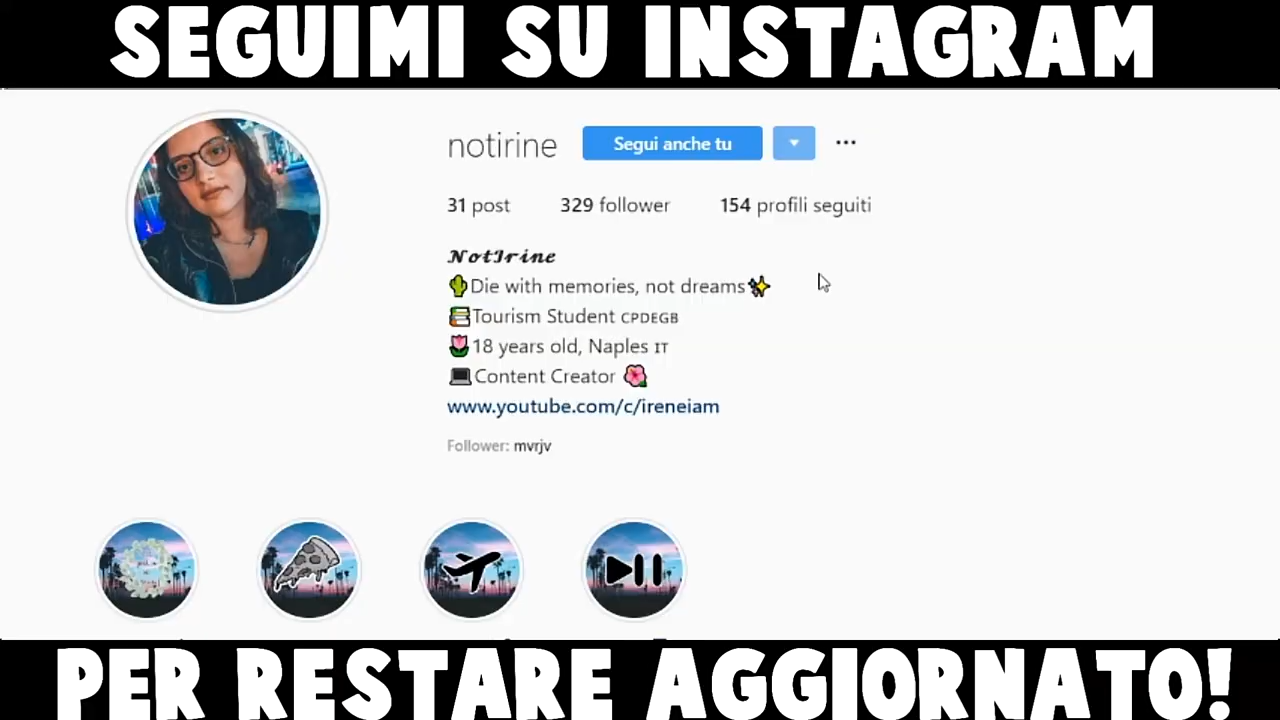 SEGUIMI SU INSTAGRAM
notirine Segui anche tu
31 post 329 follower 154 profili seguiti
𝓝𝓸𝓽𝓘𝓻𝓲𝓷𝓮
🌵Die with memories, not dreams✨
📚Tourism Student CPDEGB
🌷18 years old, Naples IT
💻Content Creator 🌺
www.youtube.com/c/ireneiam
Follower: mvrjv
PER RESTARE AGGIORNATO!